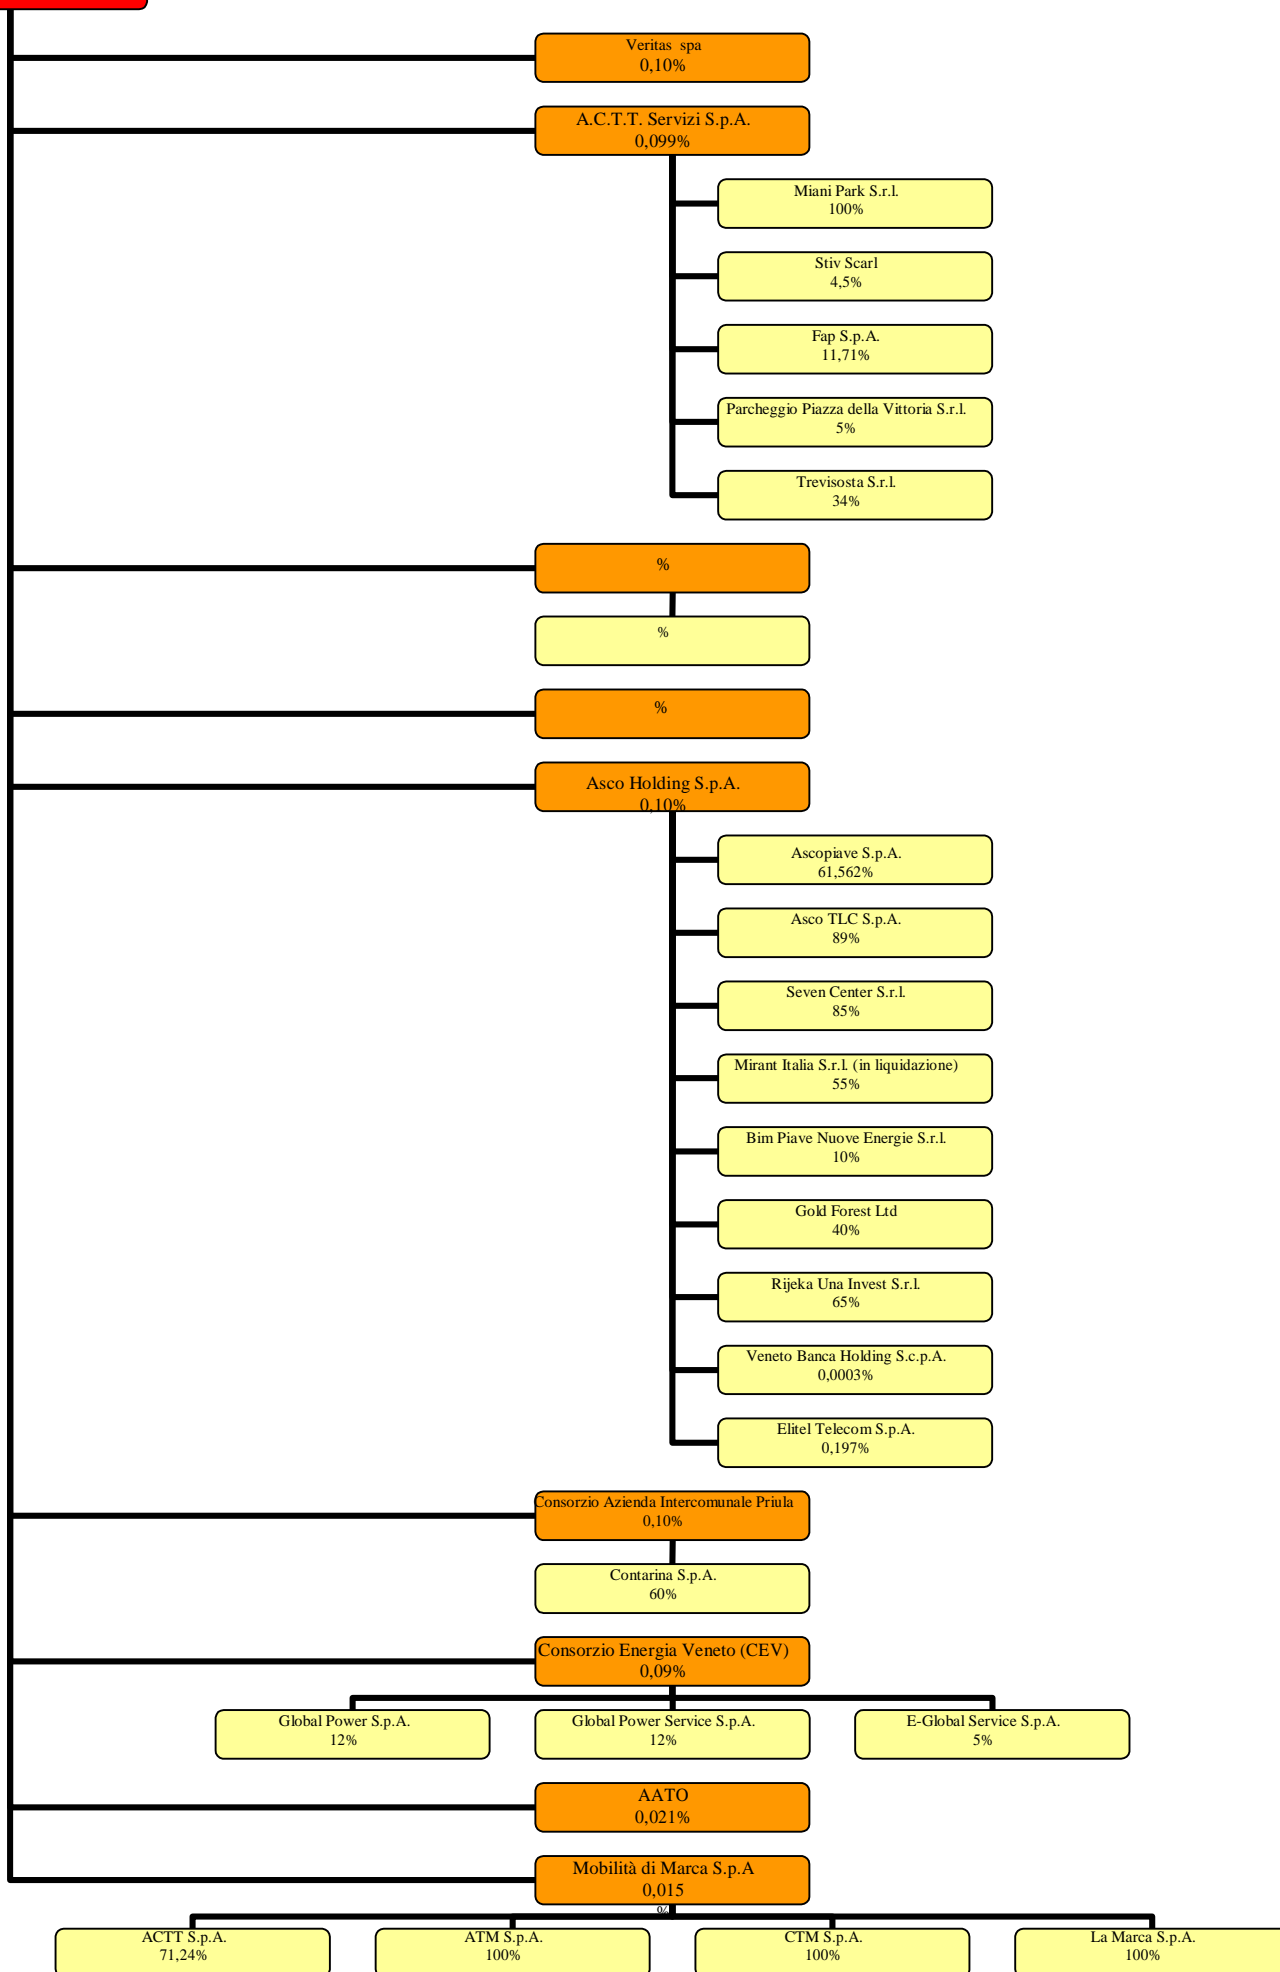 Veritas spa
0,10%
A.C.T.T. Servizi S.p.A.
0,099%
Miani Park S.r.l.
100%
Stiv Scarl
4,5%
Fap S.p.A.
11,71%
Parcheggio Piazza della Vittoria S.r.l.
5%
Trevisosta S.r.l.
34%
%
%
%
Asco Holding S.p.A.
0,10%
Ascopiave S.p.A.
61,562%
Asco TLC S.p.A.
89%
Seven Center S.r.l.
85%
Mirant Italia S.r.l. (in liquidazione)
55%
Bim Piave Nuove Energie S.r.l.
10%
Gold Forest Ltd
40%
Rijeka Una Invest S.r.l.
65%
Veneto Banca Holding S.c.p.A.
0,0003%
Elitel Telecom S.p.A.
0,197%
Consorzio Azienda Intercomunale Priula
0,10%
Contarina S.p.A.
60%
Consorzio Energia Veneto (CEV)
0,09%
Global Power S.p.A.
12%
Global Power Service S.p.A.
12%
E-Global Service S.p.A.
5%
AATO
0,021%
Mobilità di Marca S.p.A
0,015
%
ACTT S.p.A.
71,24%
ATM S.p.A.
100%
CTM S.p.A.
100%
La Marca S.p.A.
100%